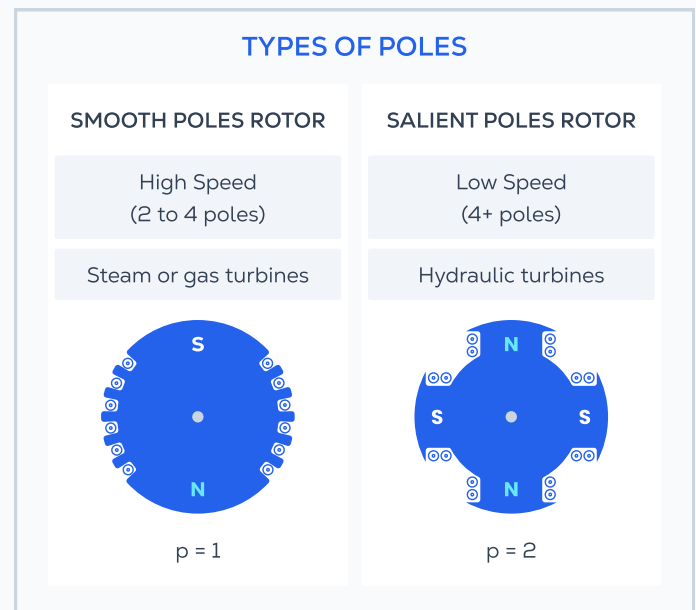 TYPES OF POLES
SMOOTH POLES ROTOR
High Speed
(2 to 4 poles)
Steam or gas turbines
S
N
p = 1
SALIENT POLES ROTOR
Low Speed
(4+ poles)
Hydraulic turbines
N
S
S
N
p = 2